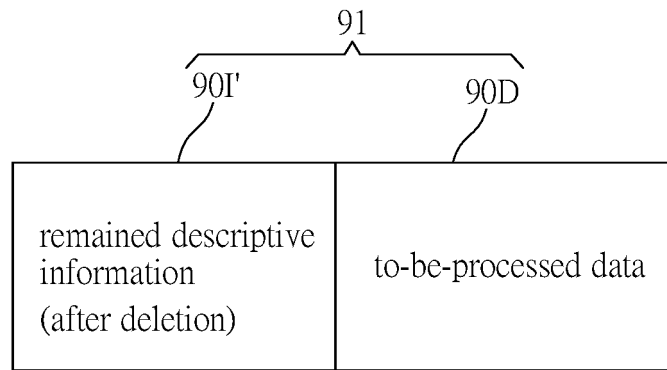 91
90I' 90D
remained descriptive
information
(after deletion)
to-be-processed data